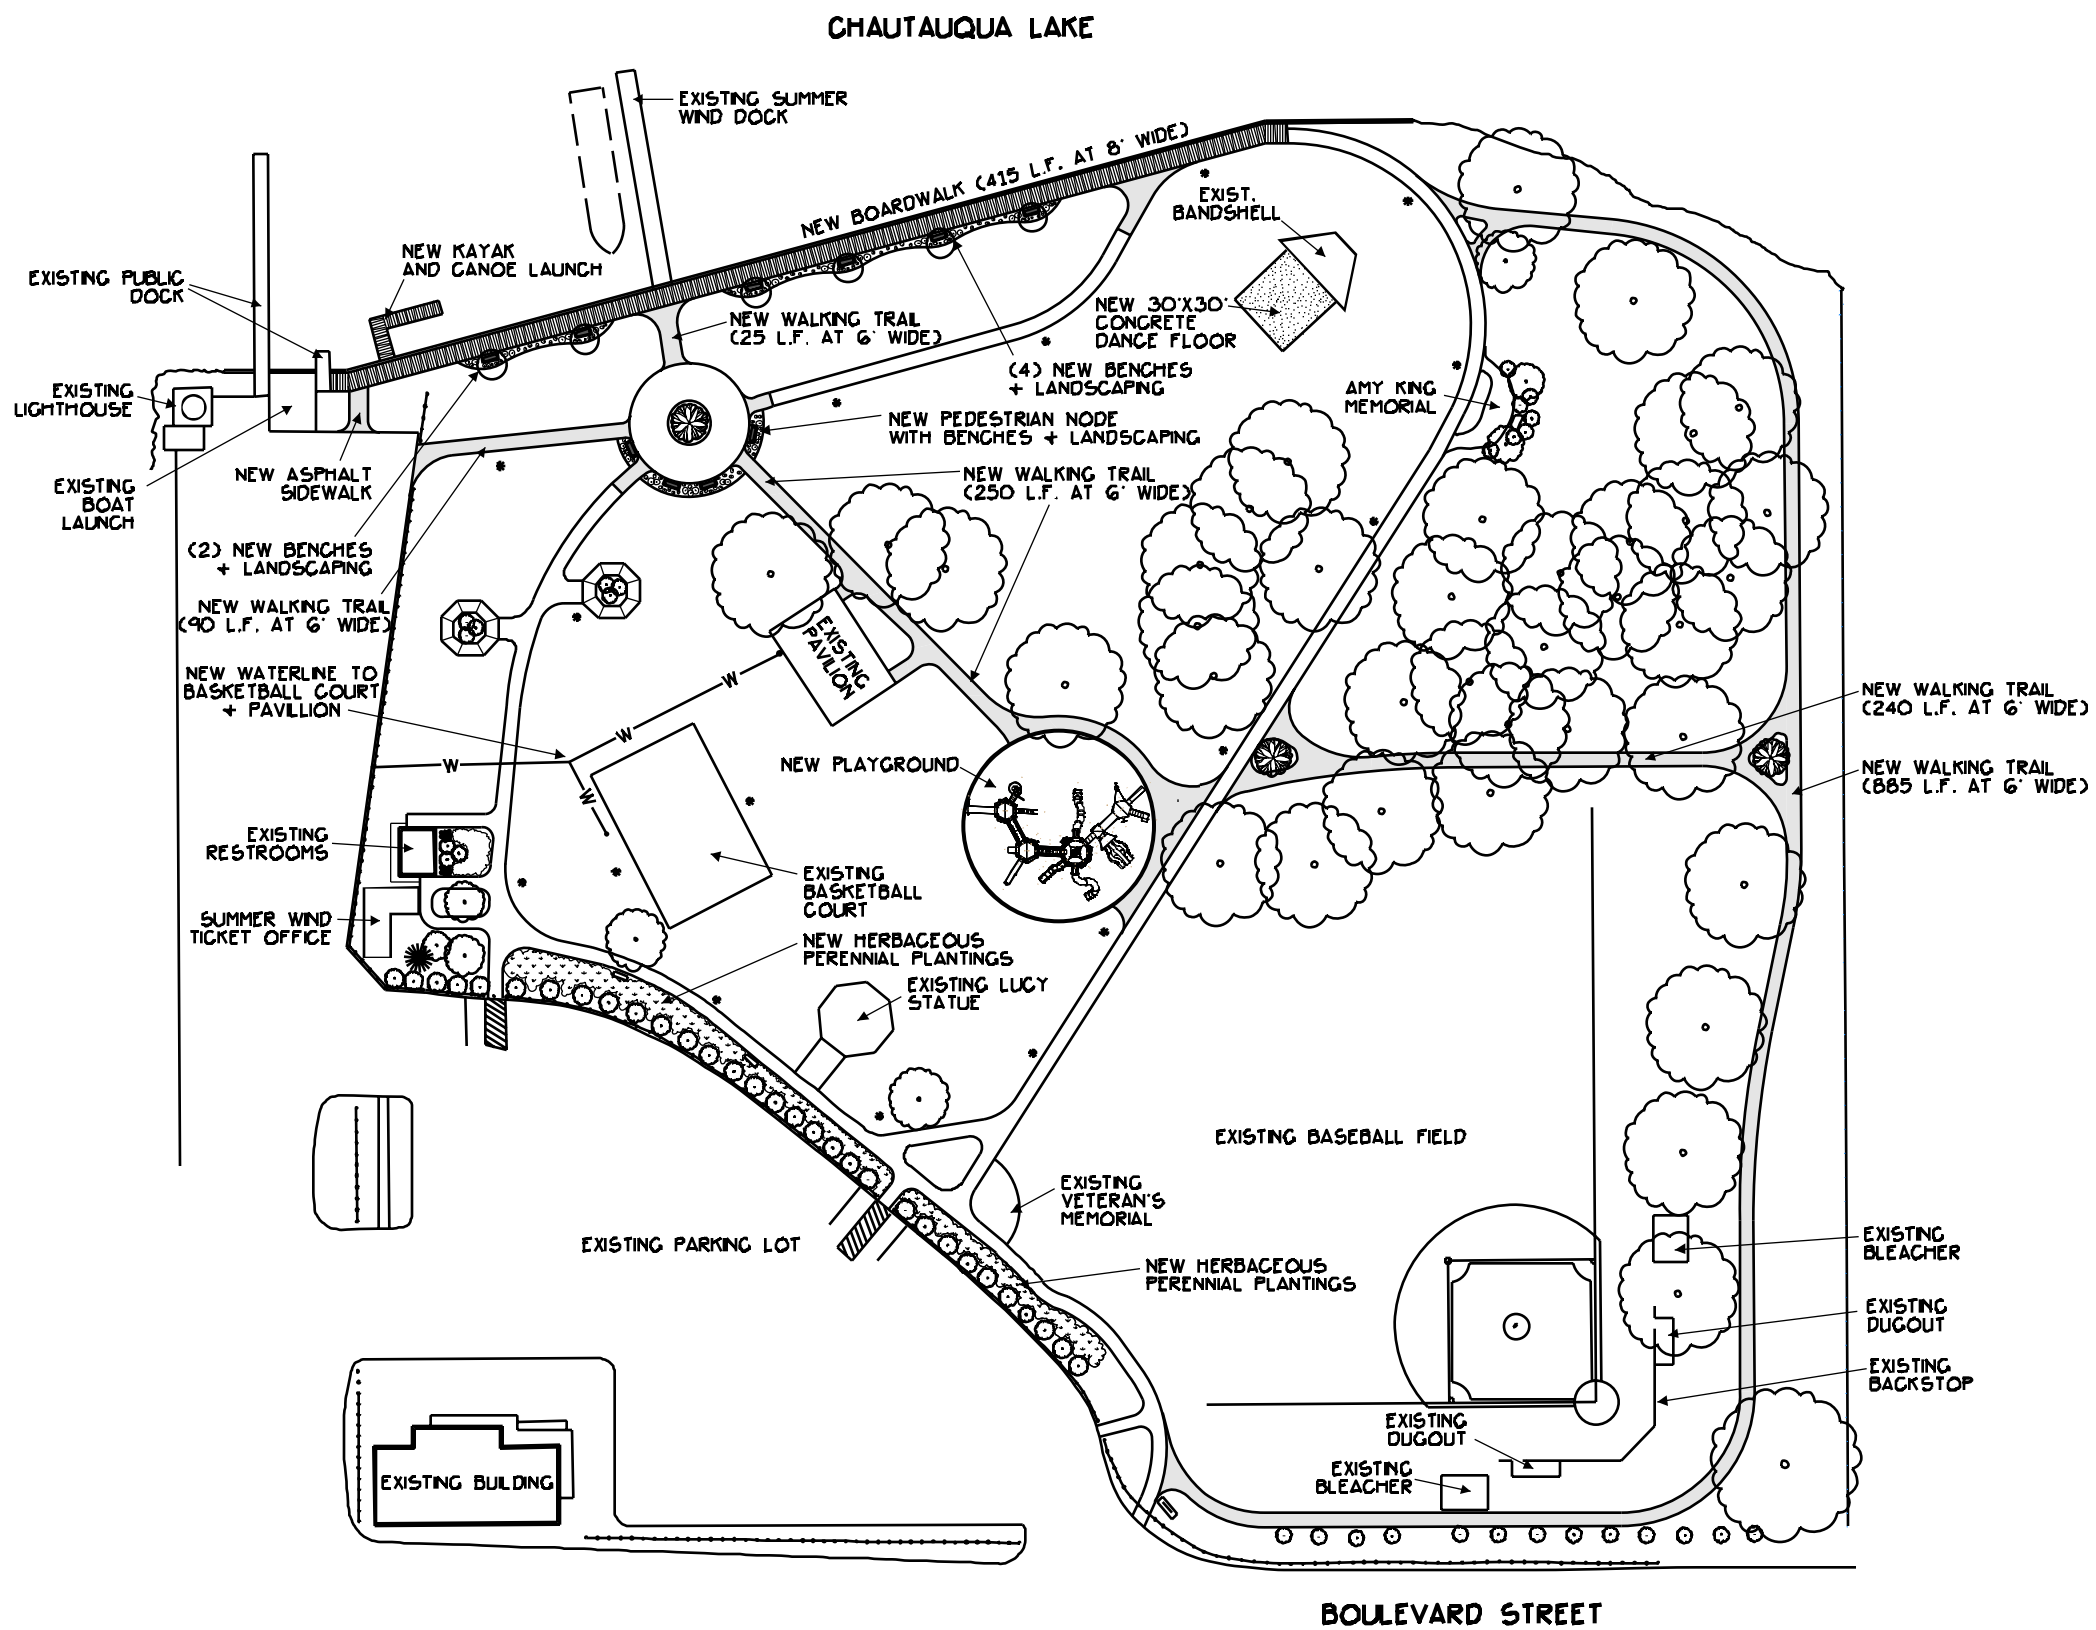 CHAUTAUQUA LAKE
EXISTING SUMMER
WIND DOCK
NEW BOARDWALK (415 L.F. AT 8' WIDE)
EXIST.
BANDSHELL
NEW KAYAK
AND CANOE LAUNCH
EXISTING PUBLIC
DOCK
NEW 30'X30'
CONCRETE
DANCE FLOOR
NEW WALKING TRAIL
(25 L.F. AT 6' WIDE)
(4) NEW BENCHES
+ LANDSCAPING
AMY KING
MEMORIAL
EXISTING
LIGHTHOUSE
NEW PEDESTRIAN NODE
WITH BENCHES + LANDSCAPING
NEW ASPHALT
SIDEWALK
NEW WALKING TRAIL
(250 L.F. AT 6' WIDE)
EXISTING
BOAT
LAUNCH
(2) NEW BENCHES
+ LANDSCAPING
NEW WALKING TRAIL
(90 L.F. AT 6' WIDE)
EXISTING
PAVILION
NEW WATERLINE TO
BASKETBALL COURT
+ PAVILLION
W
W
W
W
NEW WALKING TRAIL
(240 L.F. AT 6' WIDE)
NEW PLAYGROUND
NEW WALKING TRAIL
(885 L.F. AT 6' WIDE)
EXISTING
RESTROOMS
EXISTING
BASKETBALL
COURT
SUMMER WIND
TICKET OFFICE
NEW HERBACEOUS
PERENNIAL PLANTINGS
EXISTING LUCY
STATUE
EXISTING BASEBALL FIELD
EXISTING
VETERAN'S
MEMORIAL
EXISTING PARKING LOT
EXISTING
BLEACHER
NEW HERBACEOUS
PERENNIAL PLANTINGS
EXISTING
DUGOUT
EXISTING
BACKSTOP
EXISTING
DUGOUT
EXISTING
BLEACHER
EXISTING BUILDING
BOULEVARD STREET